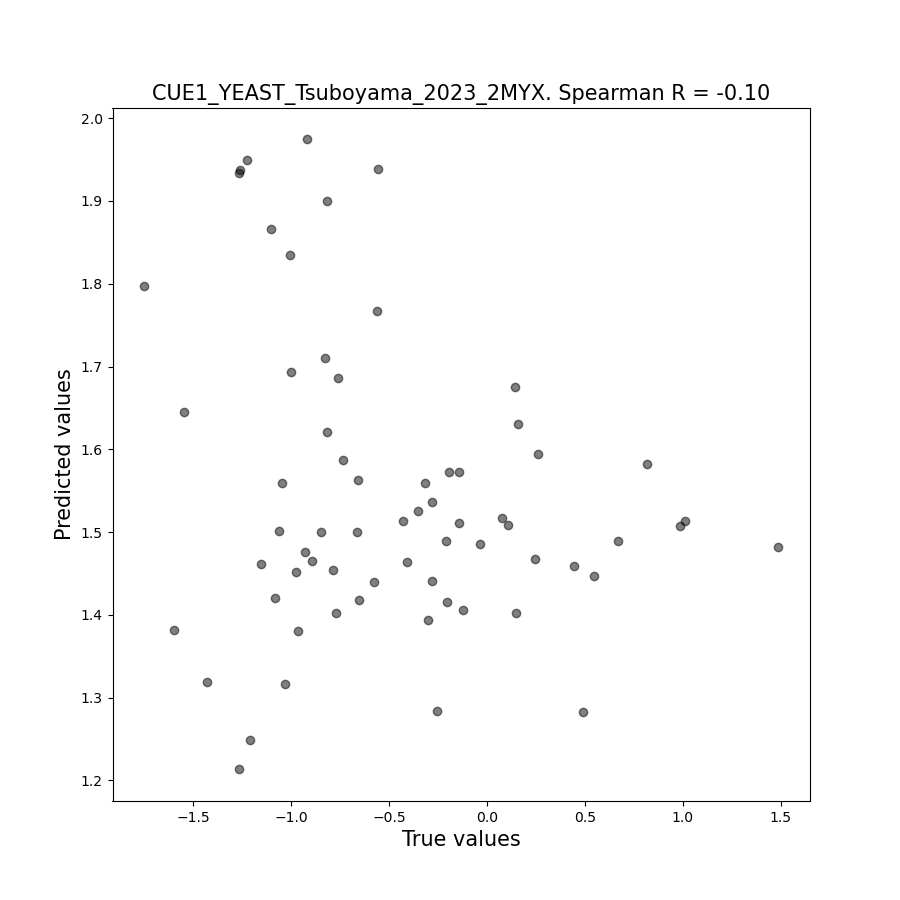 CUE1_YEAST_Tsuboyama_2023_2MYX. Spearman R = -0.10
2.0
1.9
1.8
1.7
1.6
1.5
1.4
1.3
1.2
Predicted values
−1.5 −1.0 −0.5 0.0 0.5 1.0 1.5
True values